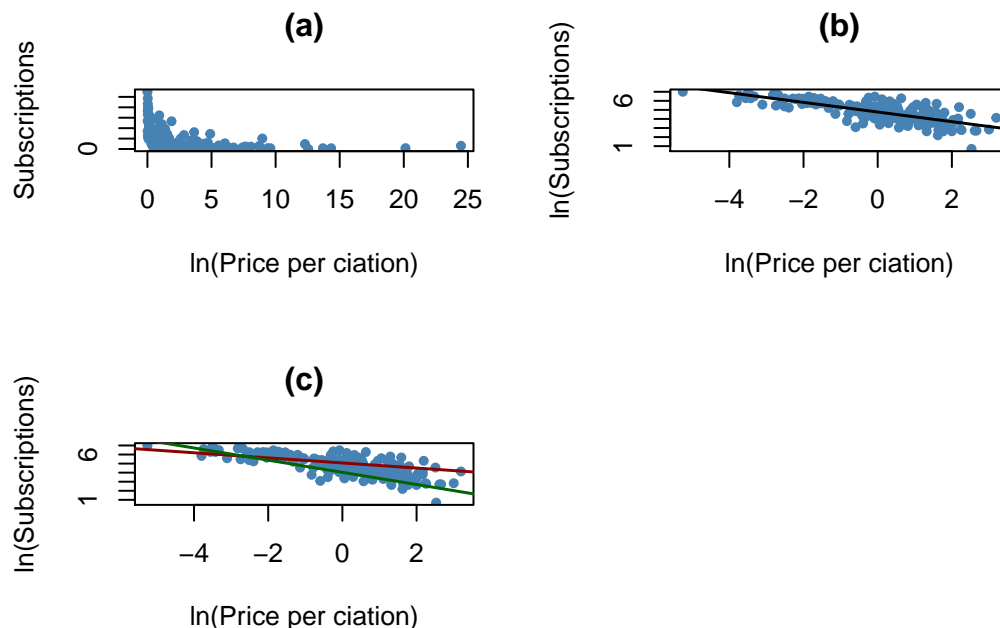 (a)
Subscriptions
0
0 5 10 15 20 25
ln(Price per ciation)
(b)
ln(Subscriptions)
6
1
−4 −2 0 2
ln(Price per ciation)
(c)
ln(Subscriptions)
6
1
−4 −2 0 2
ln(Price per ciation)